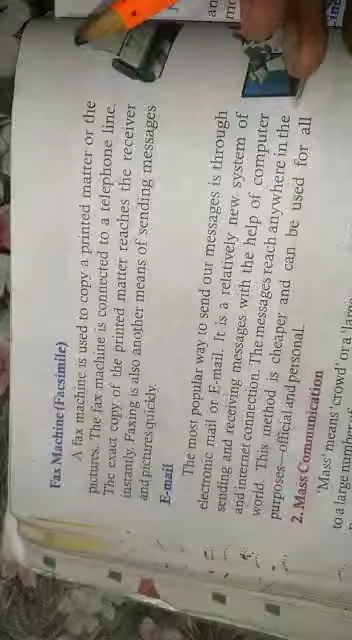 Fax Machine (Facsimile)
A fax machine is used to copy a printed matter or the
pictures. The fax machine is connected to a telephone line.
The exact copy of the printed matter reaches the receiver
instantly. Faxing is also another means of sending messages
and pictures quickly.
E-mail
The most popular way to send our messages is through
electronic mail or E-mail. It is a relatively new system of
sending and receiving messages with the help of computer
and internet connection. The messages reach anywhere in the
world. This method is cheaper and can be used for all
purposes—official and personal.
2. Mass Communication
'Mass' means 'crowd' or a large
to a large number of